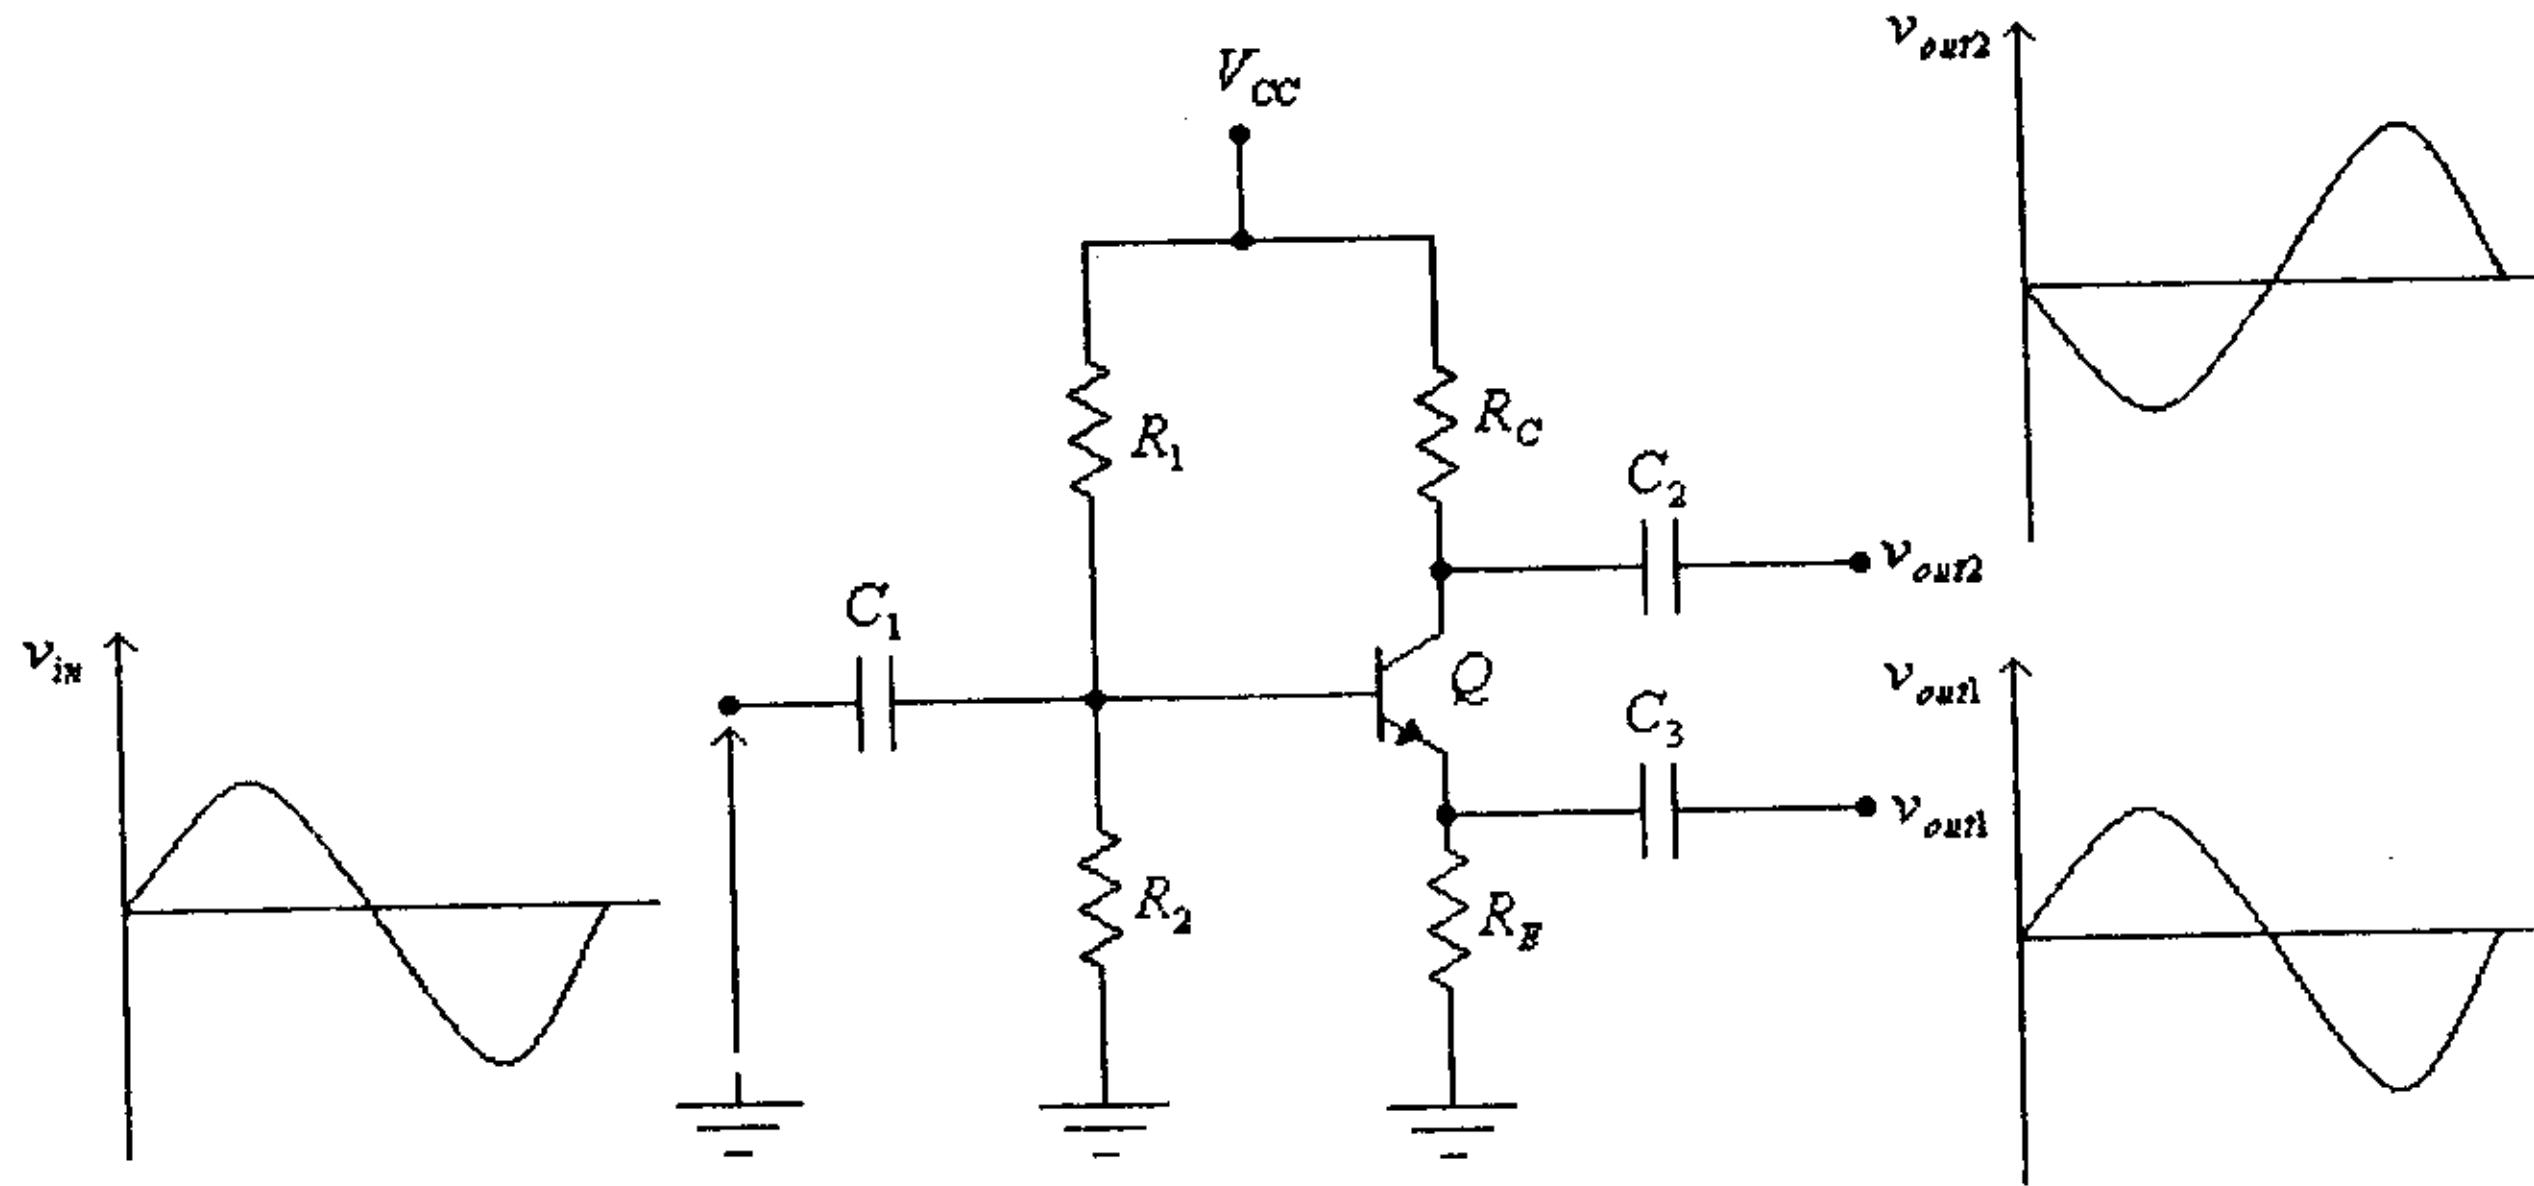 v_out2
V_CC
R_1
R_C
C_2
v_out2
C_1
v_in
Q
C_3
v_out1
v_out1
R_2
R_E